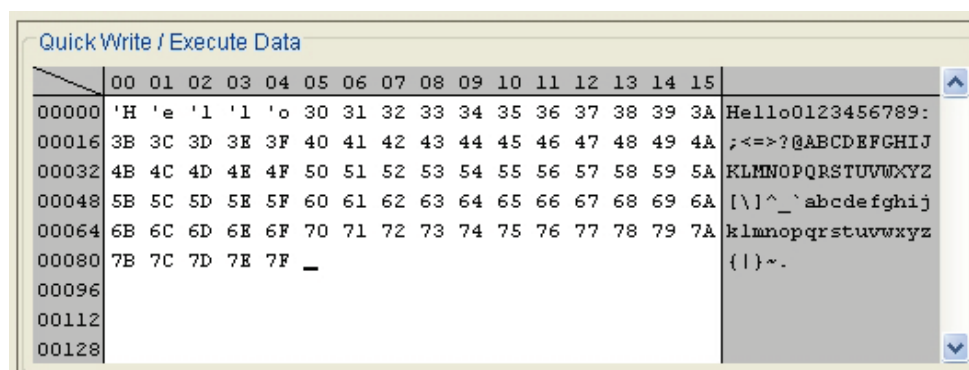 Quick Write / Execute Data
00 01 02 03 04 05 06 07 08 09 10 11 12 13 14 15
00000 'H 'e 'l 'l 'o 30 31 32 33 34 35 36 37 38 39 3A Hello0123456789:
00016 3B 3C 3D 3E 3F 40 41 42 43 44 45 46 47 48 49 4A ;<=>?@ABCDEFGHIJ
00032 4B 4C 4D 4E 4F 50 51 52 53 54 55 56 57 58 59 5A KLMNOPQRSTUVWXYZ
00048 5B 5C 5D 5E 5F 60 61 62 63 64 65 66 67 68 69 6A [\]^_`abcdefghij
00064 6B 6C 6D 6E 6F 70 71 72 73 74 75 76 77 78 79 7A klmnopqrstuvwxyz
00080 7B 7C 7D 7E 7F _ {|}~.
00096
00112
00128